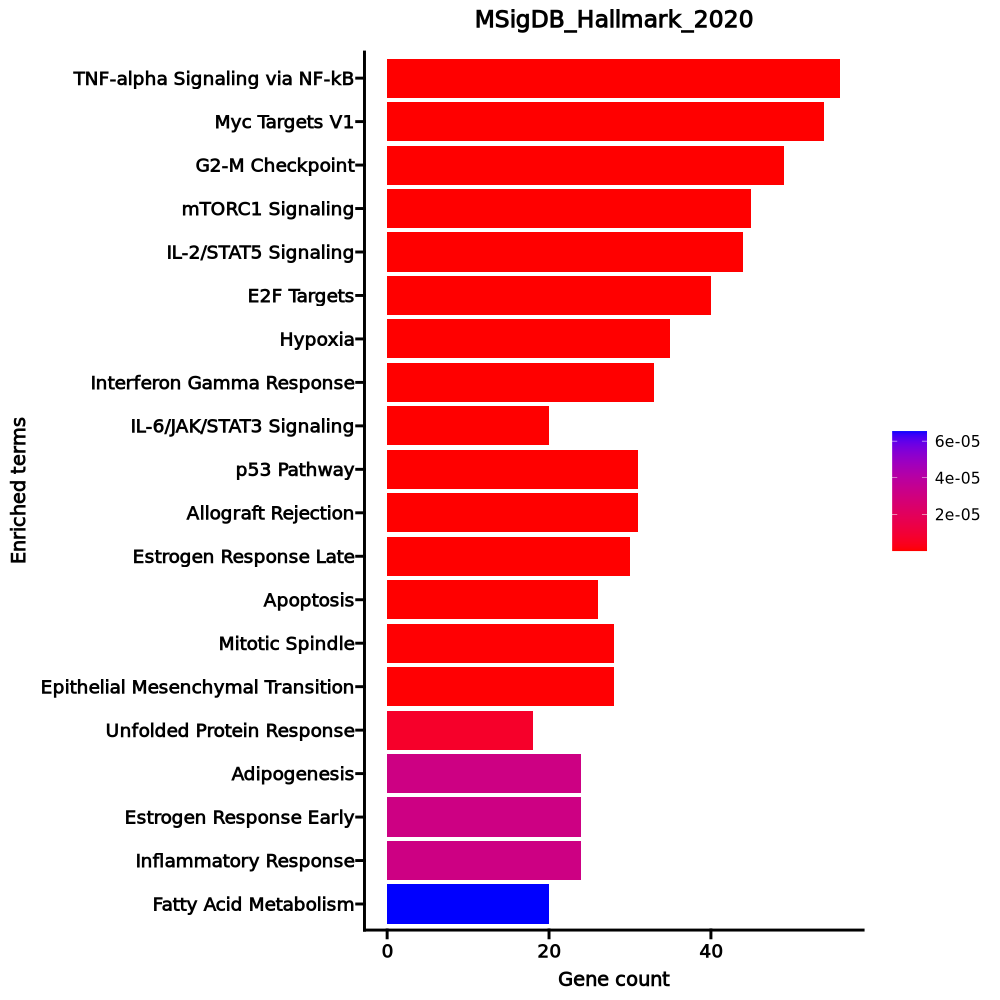 MSigDB_Hallmark_2020
TNF-alpha Signaling via NF-kB
Myc Targets V1
G2-M Checkpoint
mTORC1 Signaling
IL-2/STAT5 Signaling
E2F Targets
Hypoxia
Interferon Gamma Response
IL-6/JAK/STAT3 Signaling
p53 Pathway
Allograft Rejection
Estrogen Response Late
Apoptosis
Mitotic Spindle
Epithelial Mesenchymal Transition
Unfolded Protein Response
Adipogenesis
Estrogen Response Early
Inflammatory Response
Fatty Acid Metabolism
Enriched terms
0 20 40
Gene count
6e-05
4e-05
2e-05